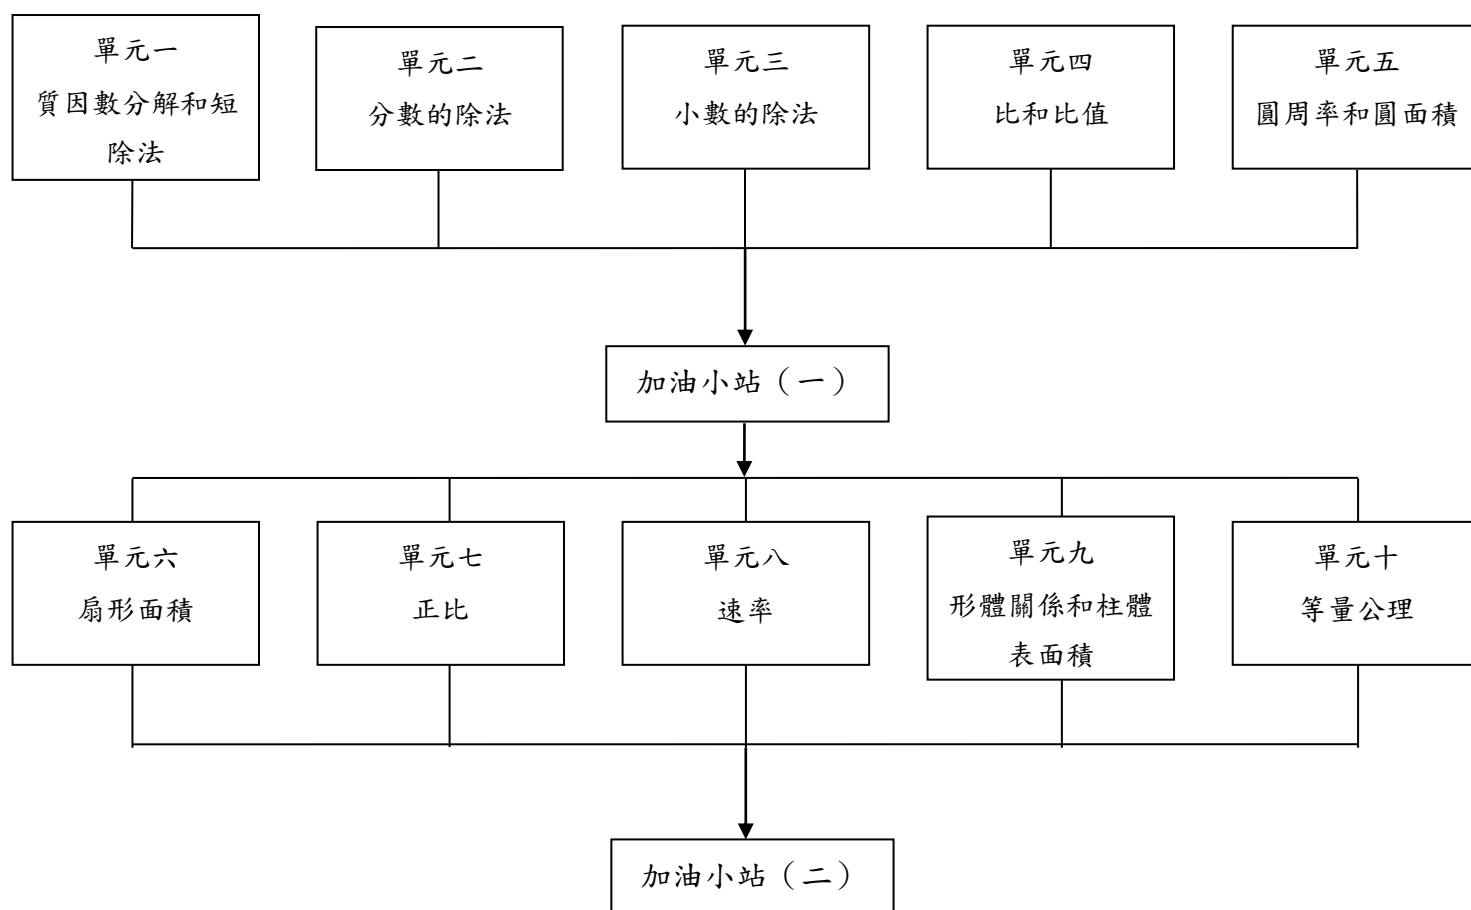 單元一
質因數分解和短
除法
單元二
分數的除法
單元三
小數的除法
單元四
比和比值
單元五
圓周率和圓面積
加油小站（一）
單元六
扇形面積
單元七
正比
單元八
速率
單元九
形體關係和柱體
表面積
單元十
等量公理
加油小站（二）